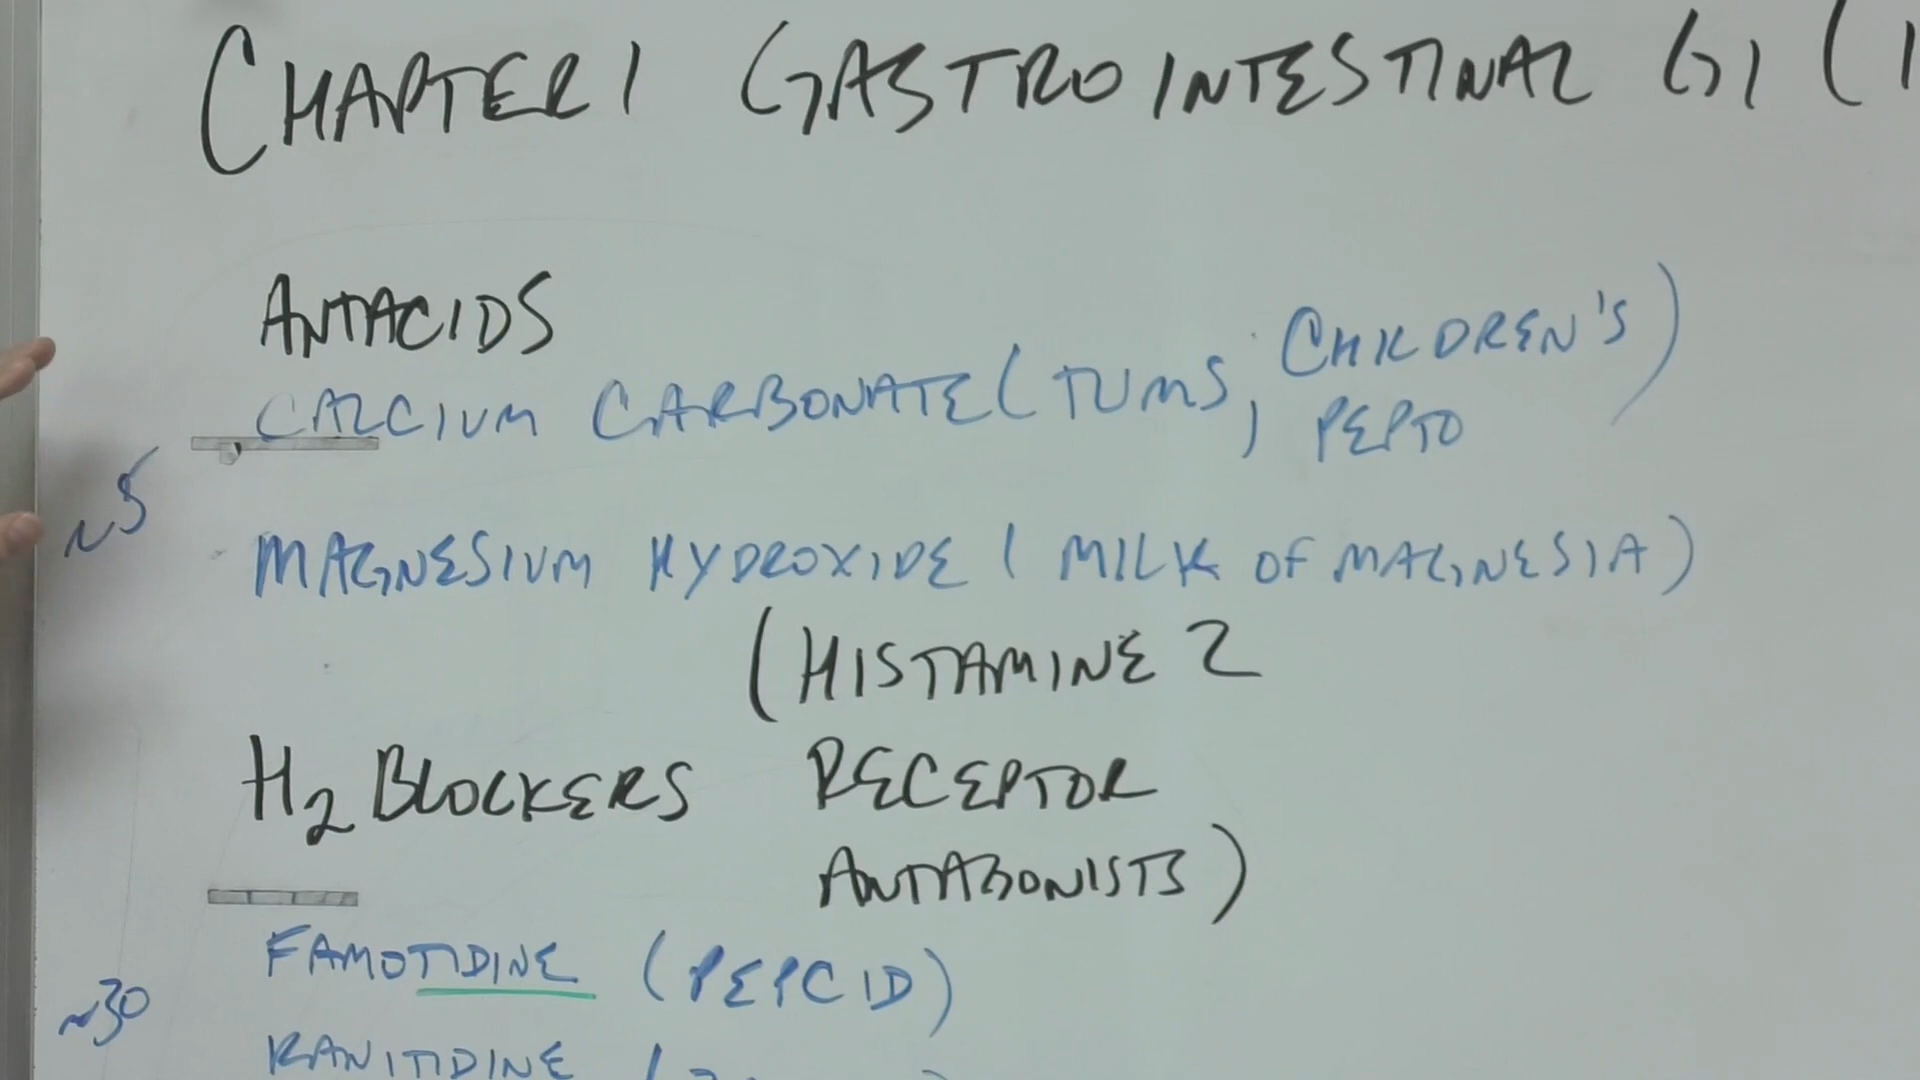 CHAPTER 1 GASTROINTESTINAL GI (
ANTACIDS
CALCIUM CARBONATE (TUMS, CHILDREN'S PEPTO)
~5
MAGNESIUM HYDROXIDE (MILK OF MAGNESIA)
(HISTAMINE 2
H2 BLOCKERS RECEPTOR
ANTAGONISTS)
FAMOTIDINE (PEPCID)
~30
RANITIDINE (